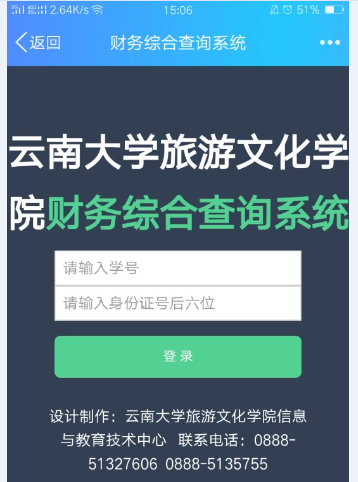 2.64K/s 15:06 51%
返回 财务综合查询系统
云南大学旅游文化学
院财务综合查询系统
请输入学号
请输入身份证号后六位
登录
设计制作：云南大学旅游文化学院信息
与教育技术中心 联系电话：0888-
51327606 0888-5135755